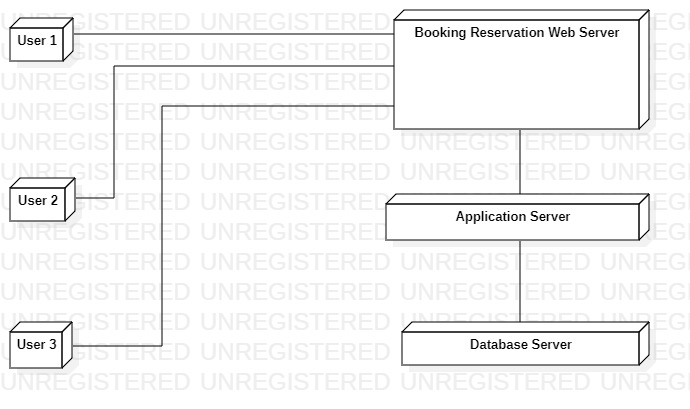 User 1
Booking Reservation Web Server
User 2
Application Server
User 3
Database Server
UNREGISTERED UNREGISTERED UNREGISTERED UNREGISTERED